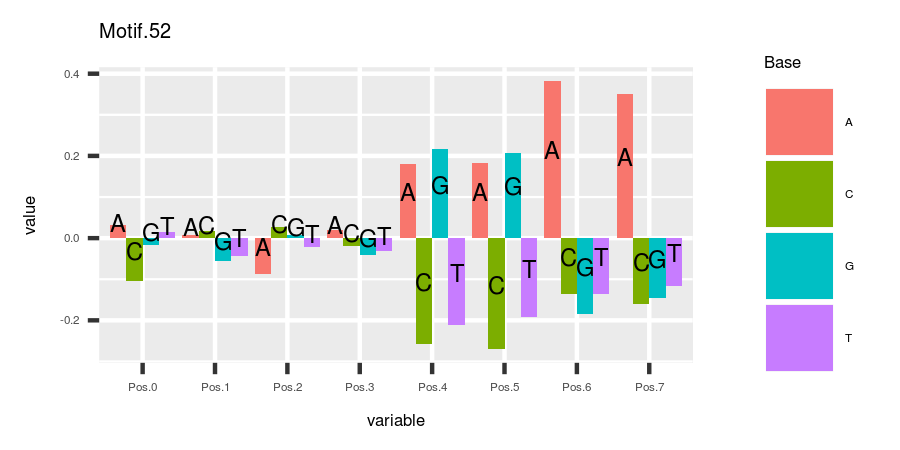 Motif.52
Base
value
0.4
0.2
0.0
-0.2
A C G T A C G T A C G T A C G T A C G T A C G T A C G T A C G T
Pos.0 Pos.1 Pos.2 Pos.3 Pos.4 Pos.5 Pos.6 Pos.7
variable
A
C
G
T